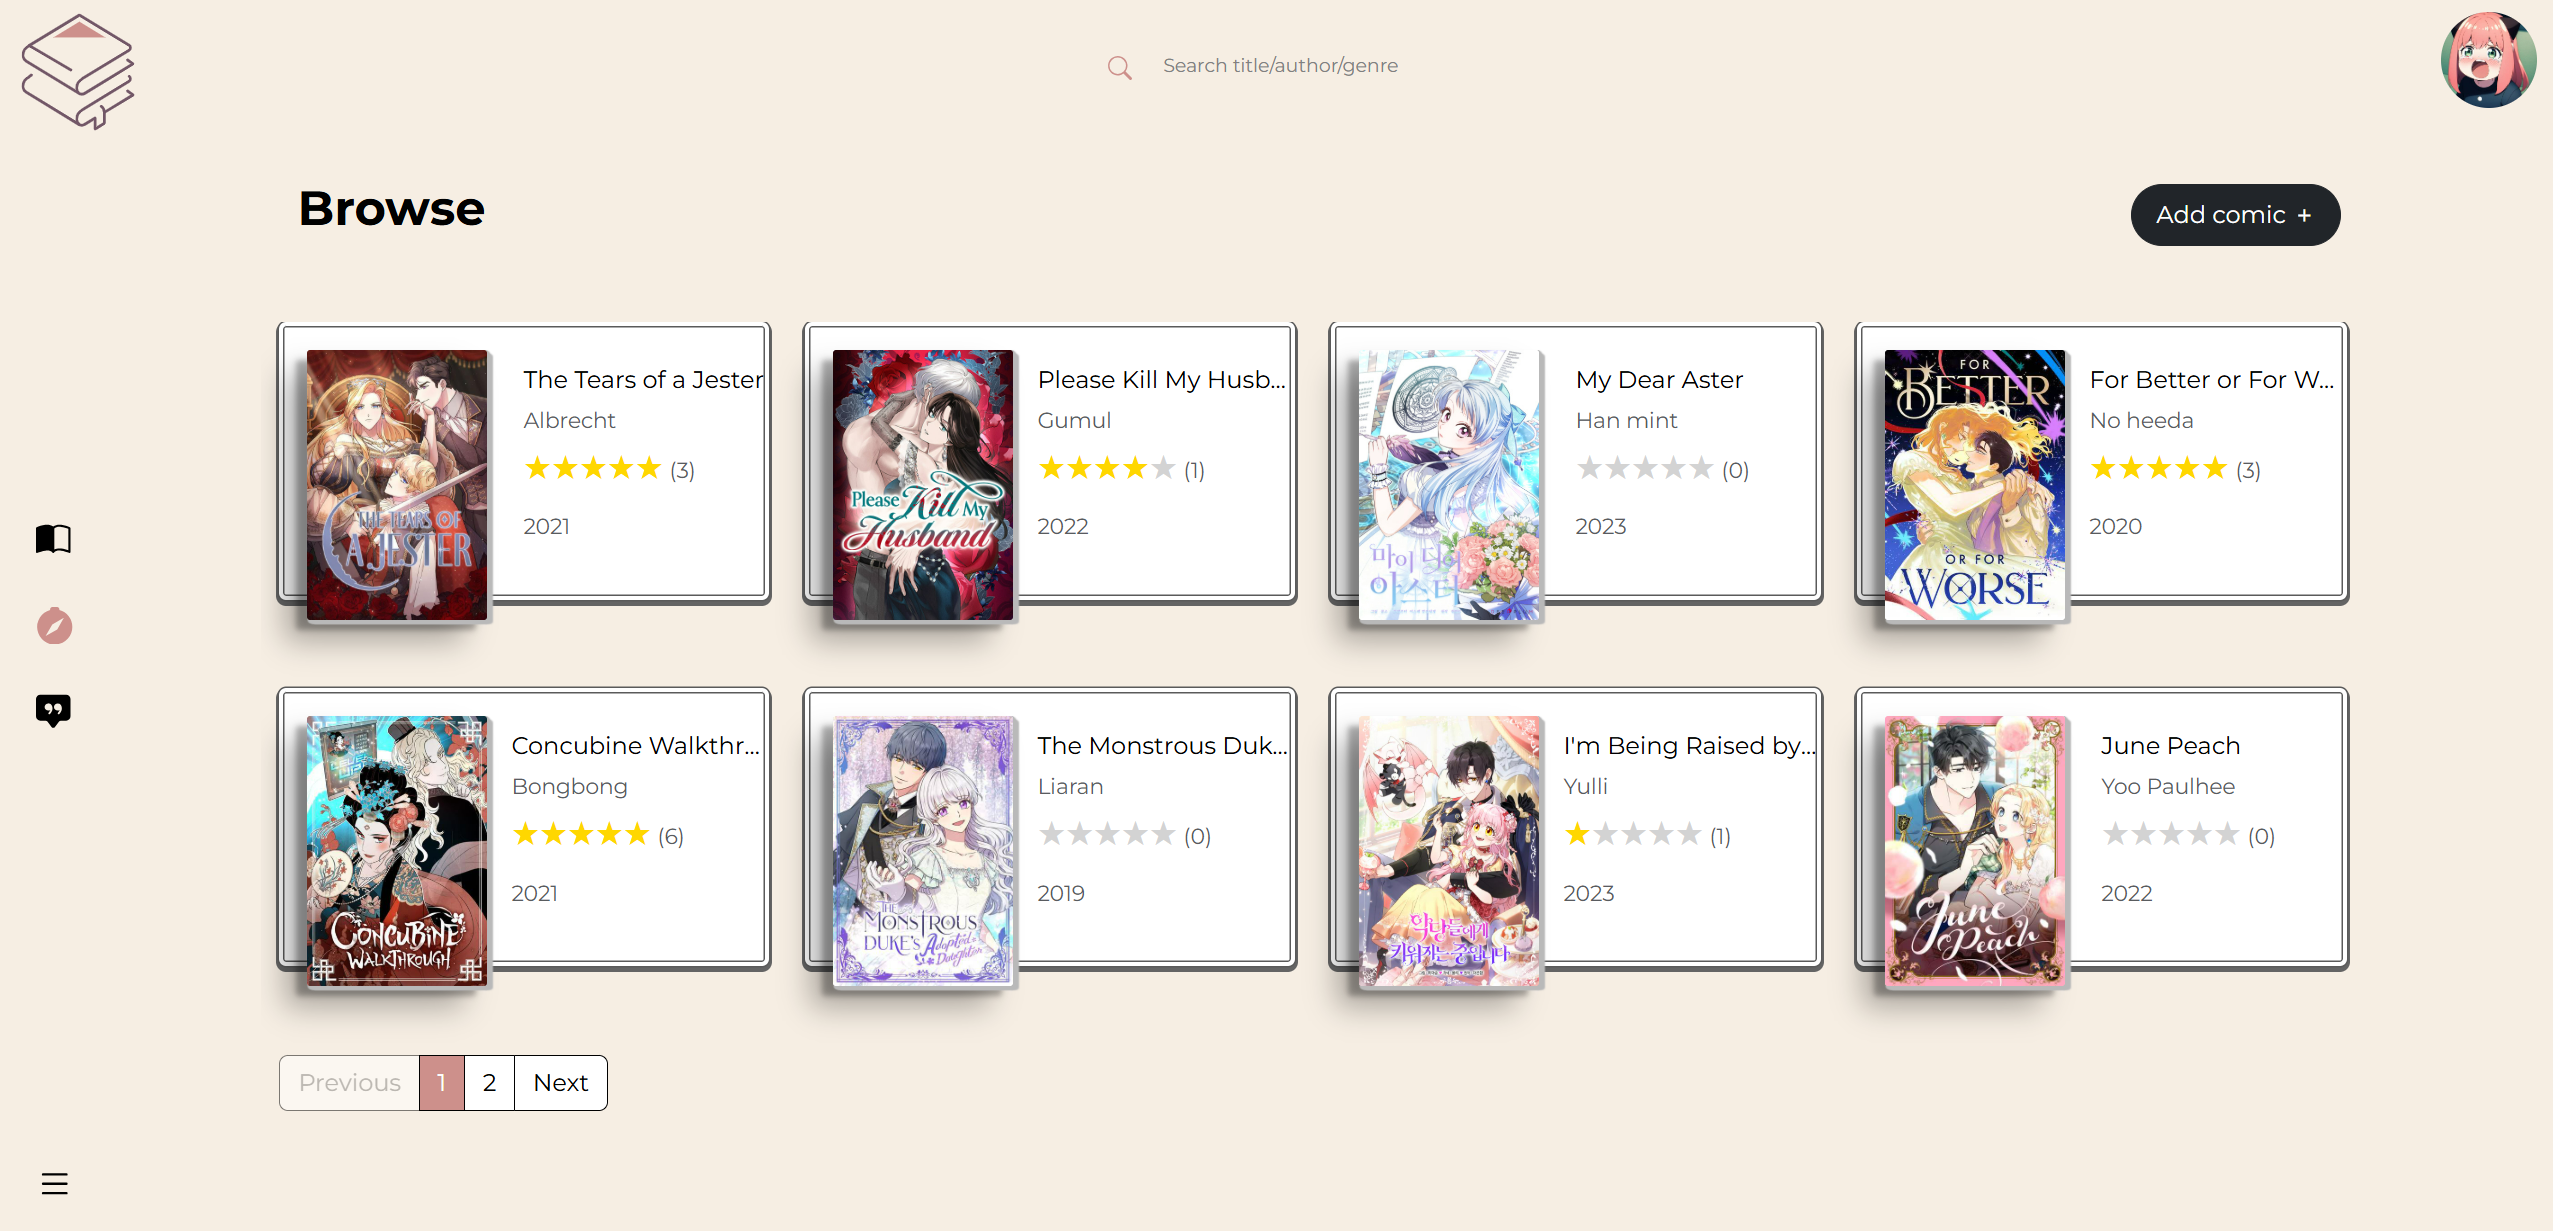 Search title/author/genre
Browse
Add comic +
THE TEARS OF
A JESTER
The Tears of a Jester
Albrecht
(3)
2021
Please Kill My
Husband
Please Kill My Husb...
Gumul
(1)
2022
마이 디어
아스터
My Dear Aster
Han mint
(0)
2023
FOR
BETTER
OR FOR
WORSE
For Better or For W...
No heeda
(3)
2020
CONCUBINE
WALKTHROUGH
Concubine Walkthr...
Bongbong
(6)
2021
THE
MONSTROUS
DUKE'S Adopted
Daughter
The Monstrous Duk...
Liaran
(0)
2019
악당들에게
키워지는 중입니다
I'm Being Raised by...
Yulli
(1)
2023
June
Peach
June Peach
Yoo Paulhee
(0)
2022
Previous 1 2 Next